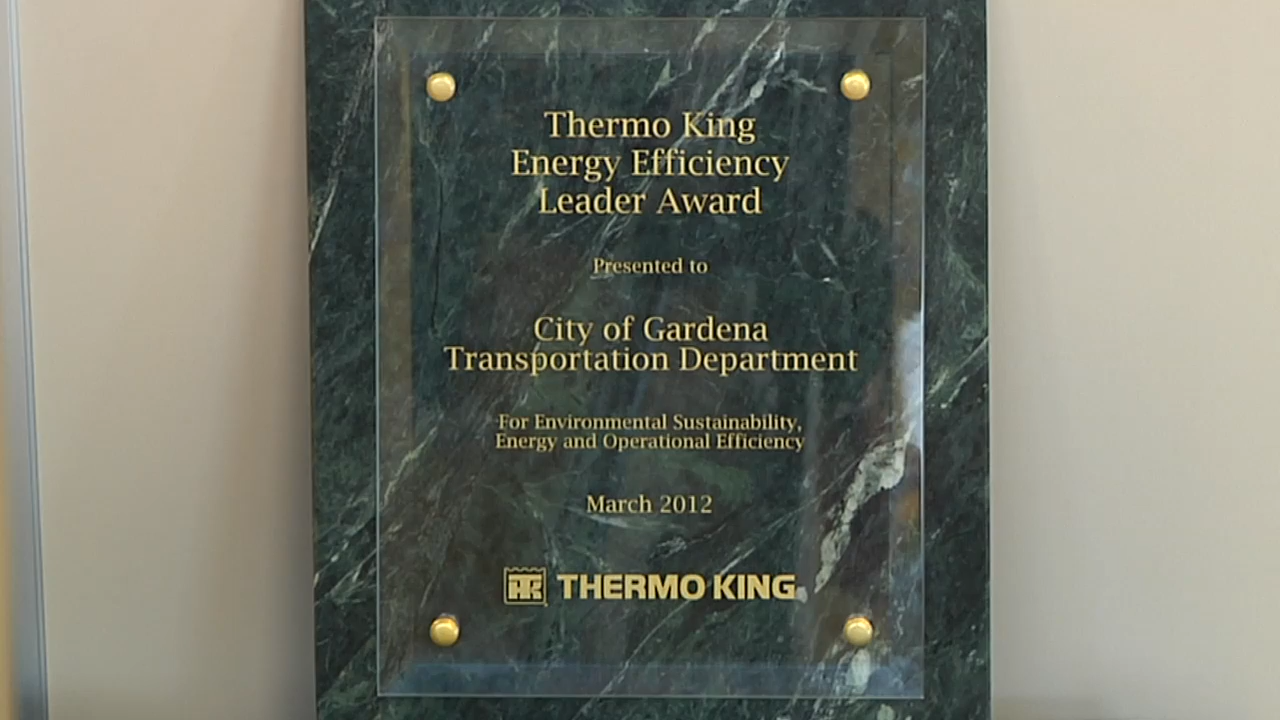 Thermo King
Energy Efficiency
Leader Award
Presented to
City of Gardena
Transportation Department
For Environmental Sustainability,
Energy and Operational Efficiency
March 2012
TK THERMO KING